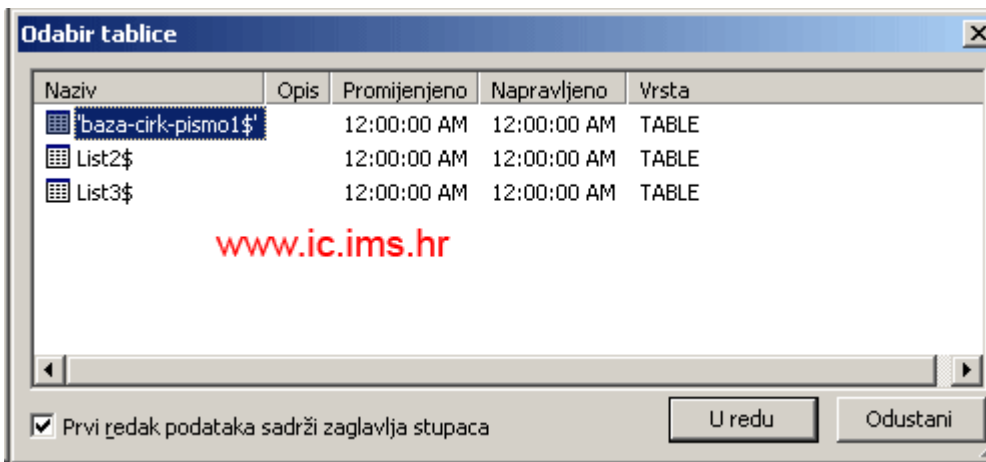 Odabir tablice
Naziv Opis Promijenjeno Napravljeno Vrsta
'baza-cirk-pismo1$' 12:00:00 AM 12:00:00 AM TABLE
List2$ 12:00:00 AM 12:00:00 AM TABLE
List3$ 12:00:00 AM 12:00:00 AM TABLE
www.ic.ims.hr
Prvi redak podataka sadrži zaglavlja stupaca U redu Odustani